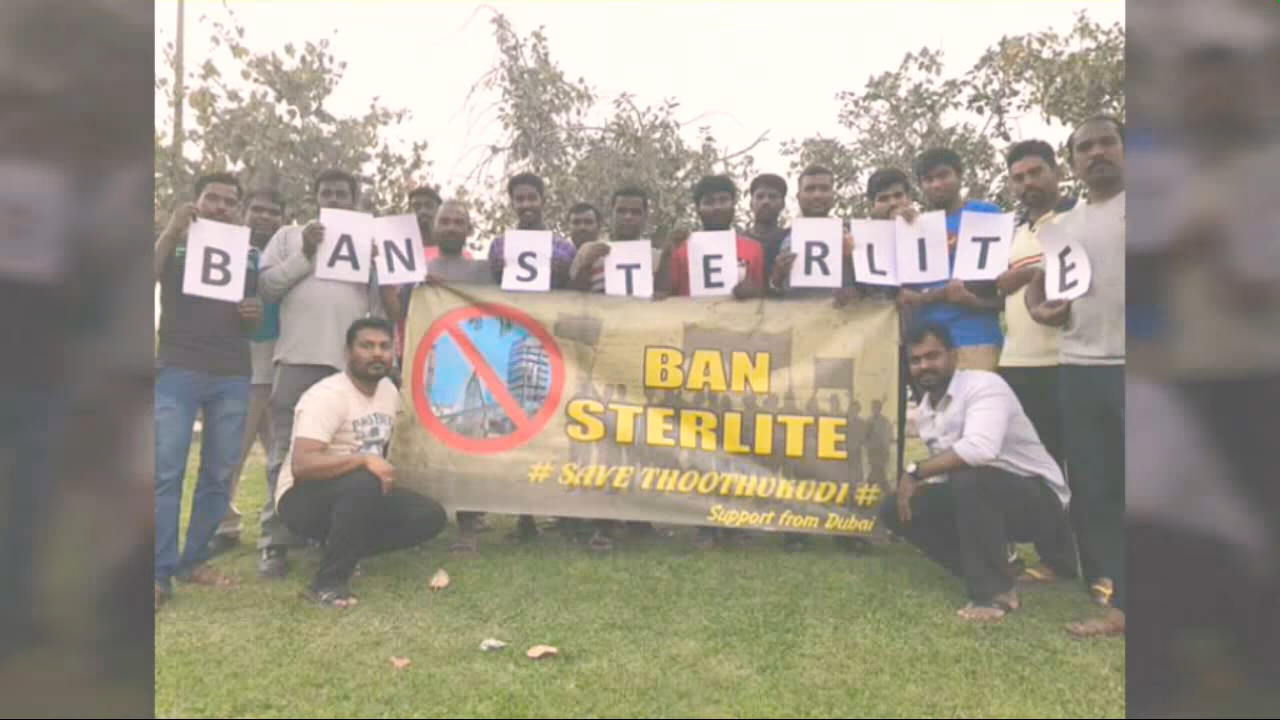 BAN STERLITE
BAN
STERLITE
# SAVE THOOTHUKUDI #
Support from Dubai